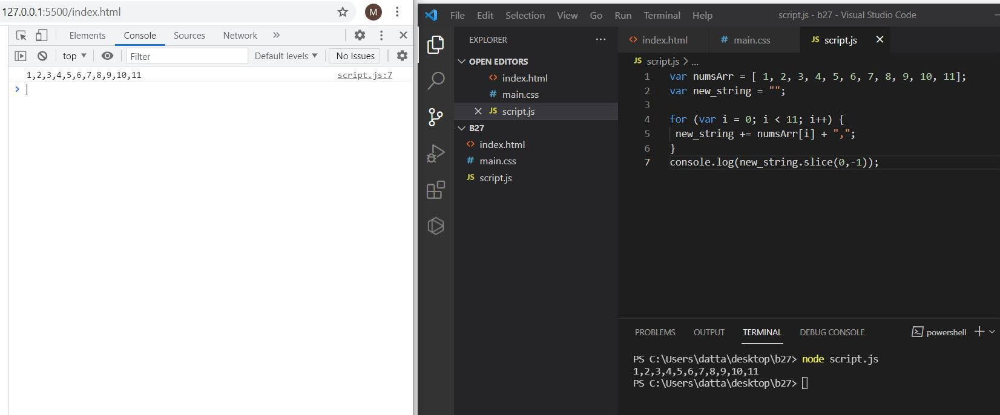 127.0.0.1:5500/index.html
M
Elements Console Sources Network
top Filter Default levels No Issues
1,2,3,4,5,6,7,8,9,10,11 script.js:7
>
File Edit Selection View Go Run Terminal Help script.js - b27 - Visual Studio Code
EXPLORER ...
OPEN EDITORS
<> index.html
# main.css
JS script.js
B27
<> index.html
# main.css
JS script.js
<> index.html # main.css JS script.js
JS script.js > ...
1 var numsArr = [ 1, 2, 3, 4, 5, 6, 7, 8, 9, 10, 11];
2 var new_string = "";
3
4 for (var i = 0; i < 11; i++) {
5 new_string += numsArr[i] + ",";
6 }
7 console.log(new_string.slice(0,-1));
PROBLEMS OUTPUT TERMINAL DEBUG CONSOLE powershell
PS C:\Users\datta\desktop\b27> node script.js
1,2,3,4,5,6,7,8,9,10,11
PS C:\Users\datta\desktop\b27>